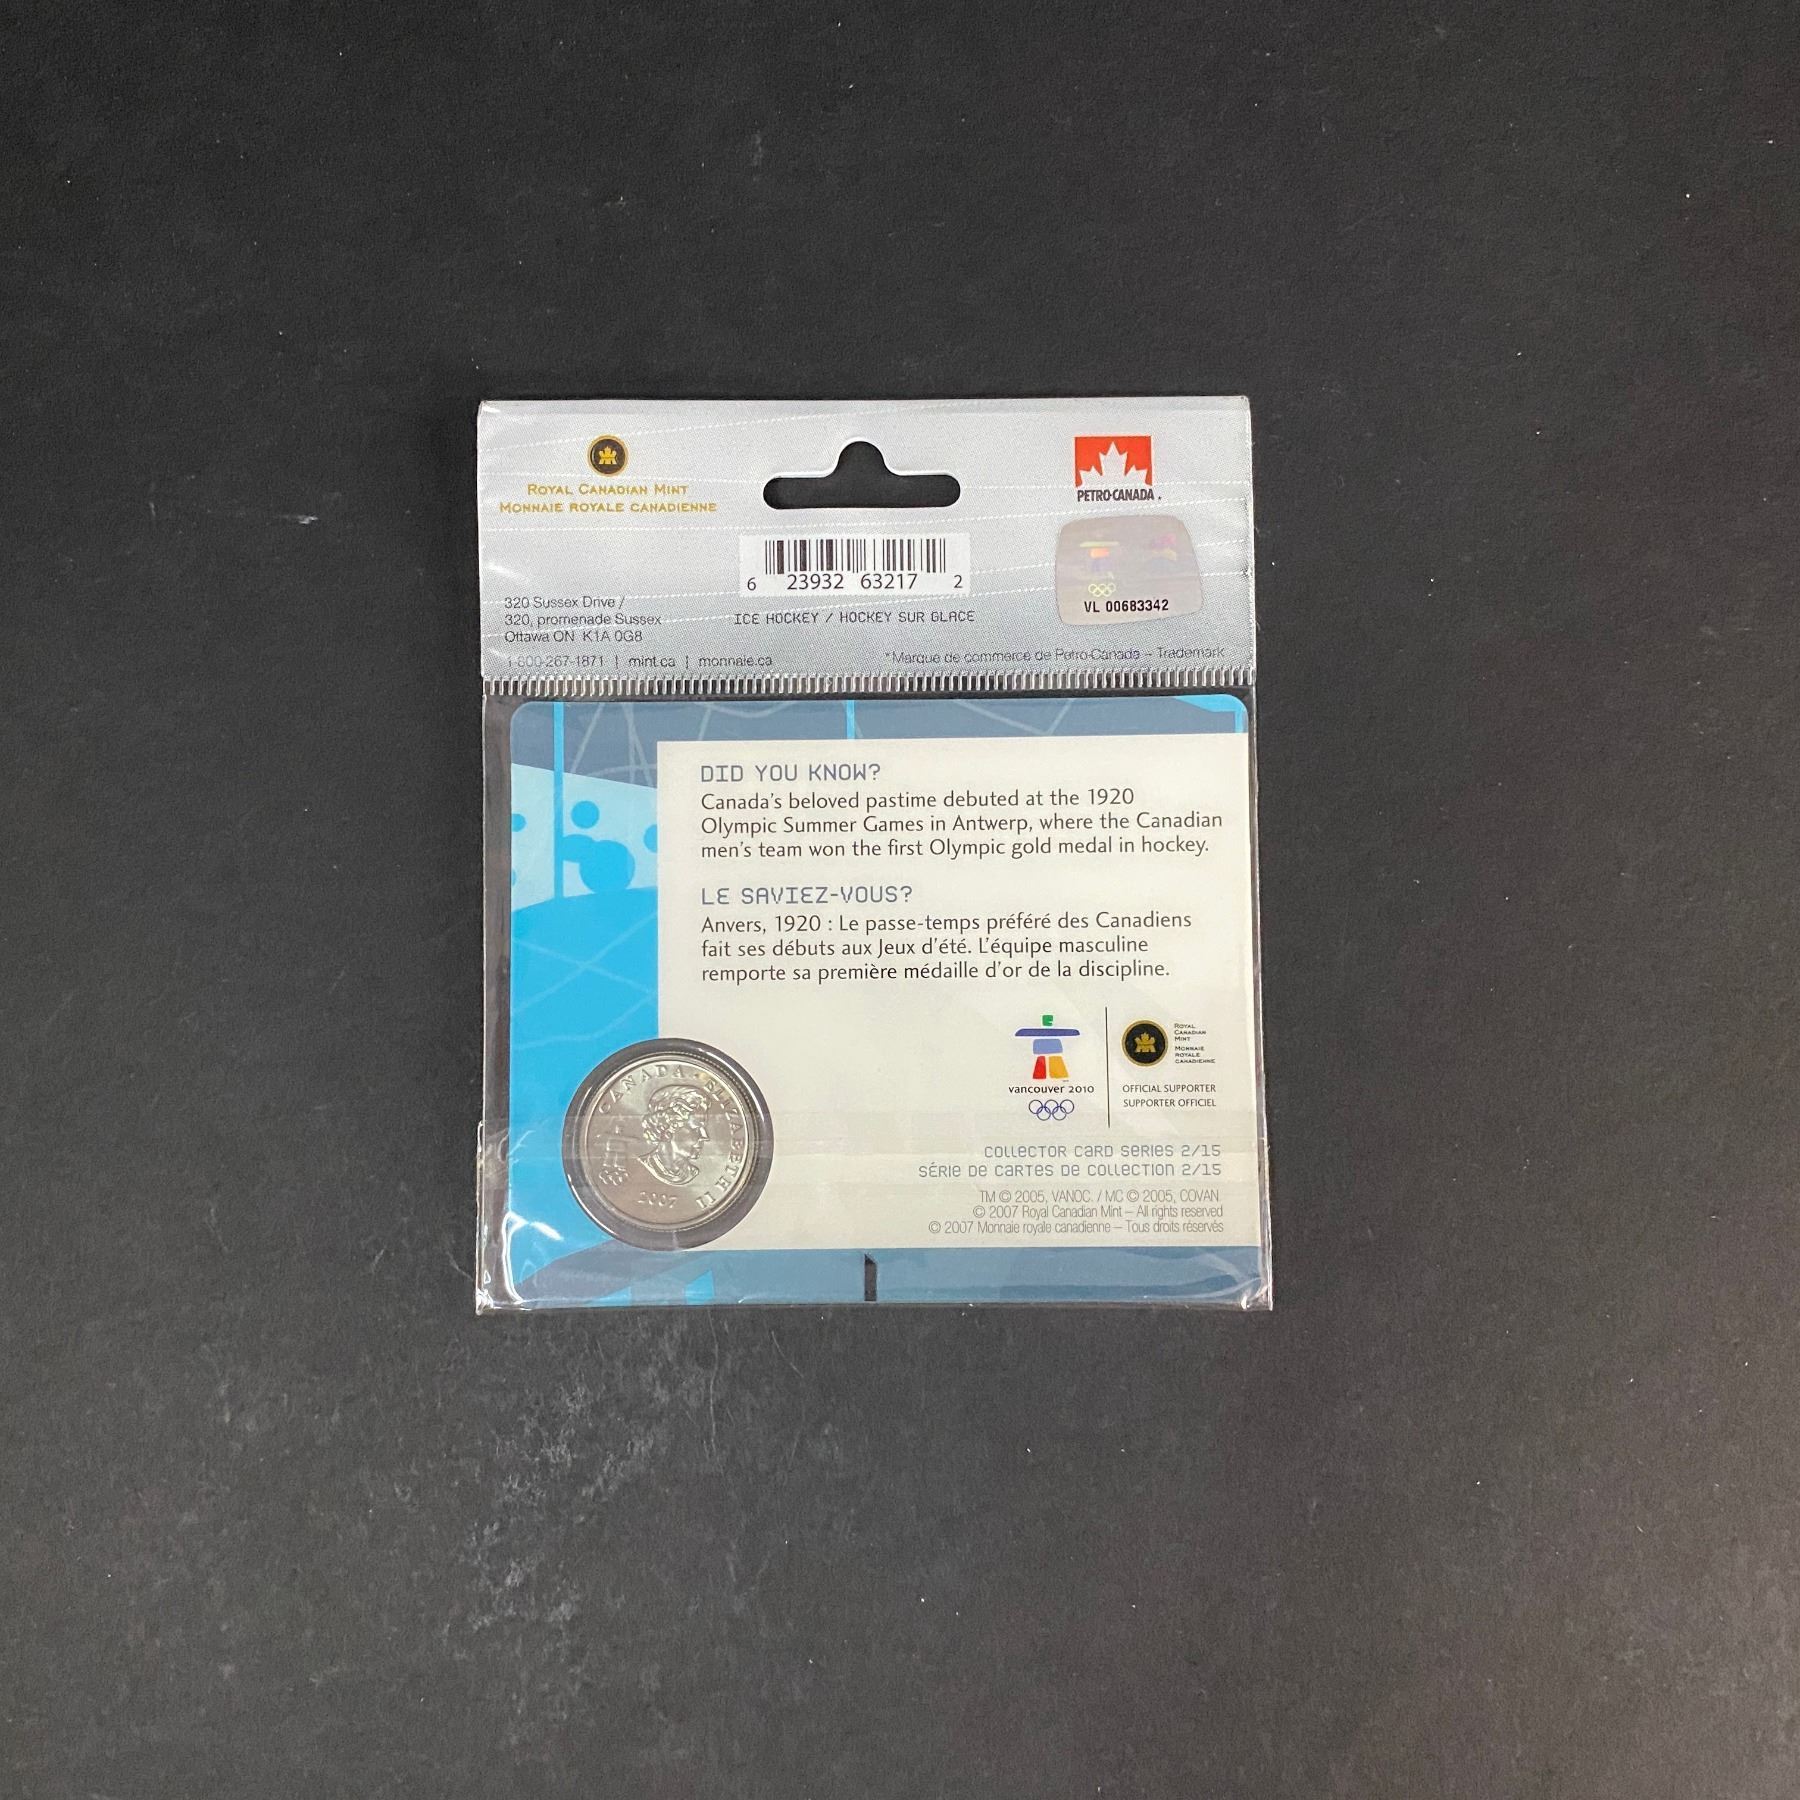 ROYAL CANADIAN MINT
MONNAIE ROYALE CANADIENNE
PETRO-CANADA
6 23932 63217 2
VL 00683342
320 Sussex Drive /
320, promenade Sussex
Ottawa ON K1A 0G8
1-800-267-1871 | mint.ca | monnaie.ca
ICE HOCKEY / HOCKEY SUR GLACE
*Marque de commerce de Petro-Canada – Trademark
DID YOU KNOW?
Canada's beloved pastime debuted at the 1920
Olympic Summer Games in Antwerp, where the Canadian
men's team won the first Olympic gold medal in hockey.
LE SAVIEZ-VOUS?
Anvers, 1920 : Le passe-temps préféré des Canadiens
fait ses débuts aux Jeux d'été. L'équipe masculine
remporte sa première médaille d'or de la discipline.
vancouver 2010
ROYAL
CANADIAN
MINT
MONNAIE
ROYALE
CANADIENNE
OFFICIAL SUPPORTER
SUPPORTER OFFICIEL
CANADA · ELIZABETH II
2007
COLLECTOR CARD SERIES 2/15
SÉRIE DE CARTES DE COLLECTION 2/15
TM © 2005, VANOC. / MC © 2005, COVAN.
© 2007 Royal Canadian Mint – All rights reserved
© 2007 Monnaie royale canadienne – Tous droits réservés